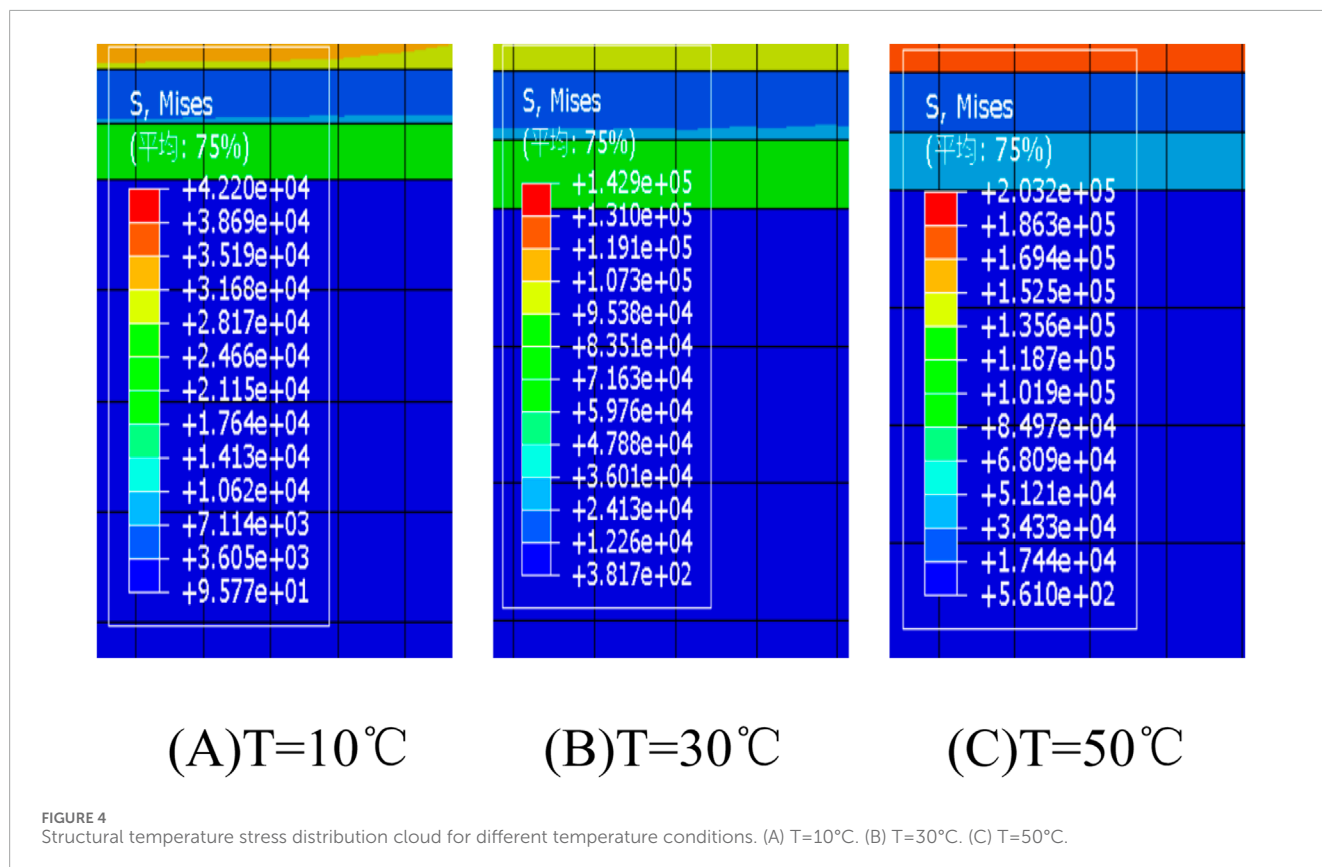 S, Mises
(平均: 75%)
+4.220e+04
+3.869e+04
+3.519e+04
+3.168e+04
+2.817e+04
+2.466e+04
+2.115e+04
+1.764e+04
+1.413e+04
+1.062e+04
+7.114e+03
+3.605e+03
+9.577e+01
S, Mises
(平均: 75%)
+1.429e+05
+1.310e+05
+1.191e+05
+1.073e+05
+9.538e+04
+8.351e+04
+7.163e+04
+5.976e+04
+4.788e+04
+3.601e+04
+2.413e+04
+1.226e+04
+3.817e+02
S, Mises
(平均: 75%)
+2.032e+05
+1.863e+05
+1.694e+05
+1.525e+05
+1.356e+05
+1.187e+05
+1.019e+05
+8.497e+04
+6.809e+04
+5.121e+04
+3.433e+04
+1.744e+04
+5.610e+02
(A)T=10℃
(B)T=30℃
(C)T=50℃
FIGURE 4
Structural temperature stress distribution cloud for different temperature conditions. (A) T=10°C. (B) T=30°C. (C) T=50°C.